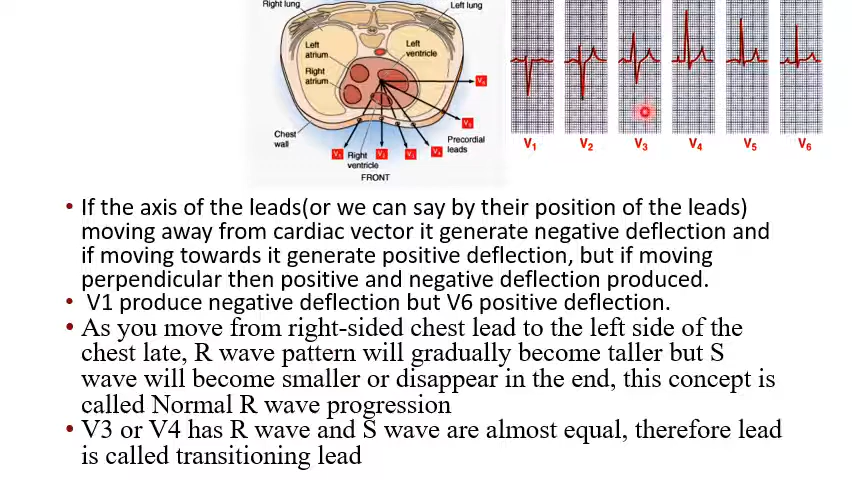 Right lung
Left lung
Left
atrium
Left
ventricle
Right
atrium
Chest
wall
Right
ventricle
Precordial
leads
FRONT
V1
V2
V1 V2 V3 V4 V5 V6
• If the axis of the leads(or we can say by their position of the leads)
moving away from cardiac vector it generate negative deflection and
if moving towards it generate positive deflection, but if moving
perpendicular then positive and negative deflection produced.
• V1 produce negative deflection but V6 positive deflection.
• As you move from right-sided chest lead to the left side of the
chest late, R wave pattern will gradually become taller but S
wave will become smaller or disappear in the end, this concept is
called Normal R wave progression
• V3 or V4 has R wave and S wave are almost equal, therefore lead
is called transitioning lead